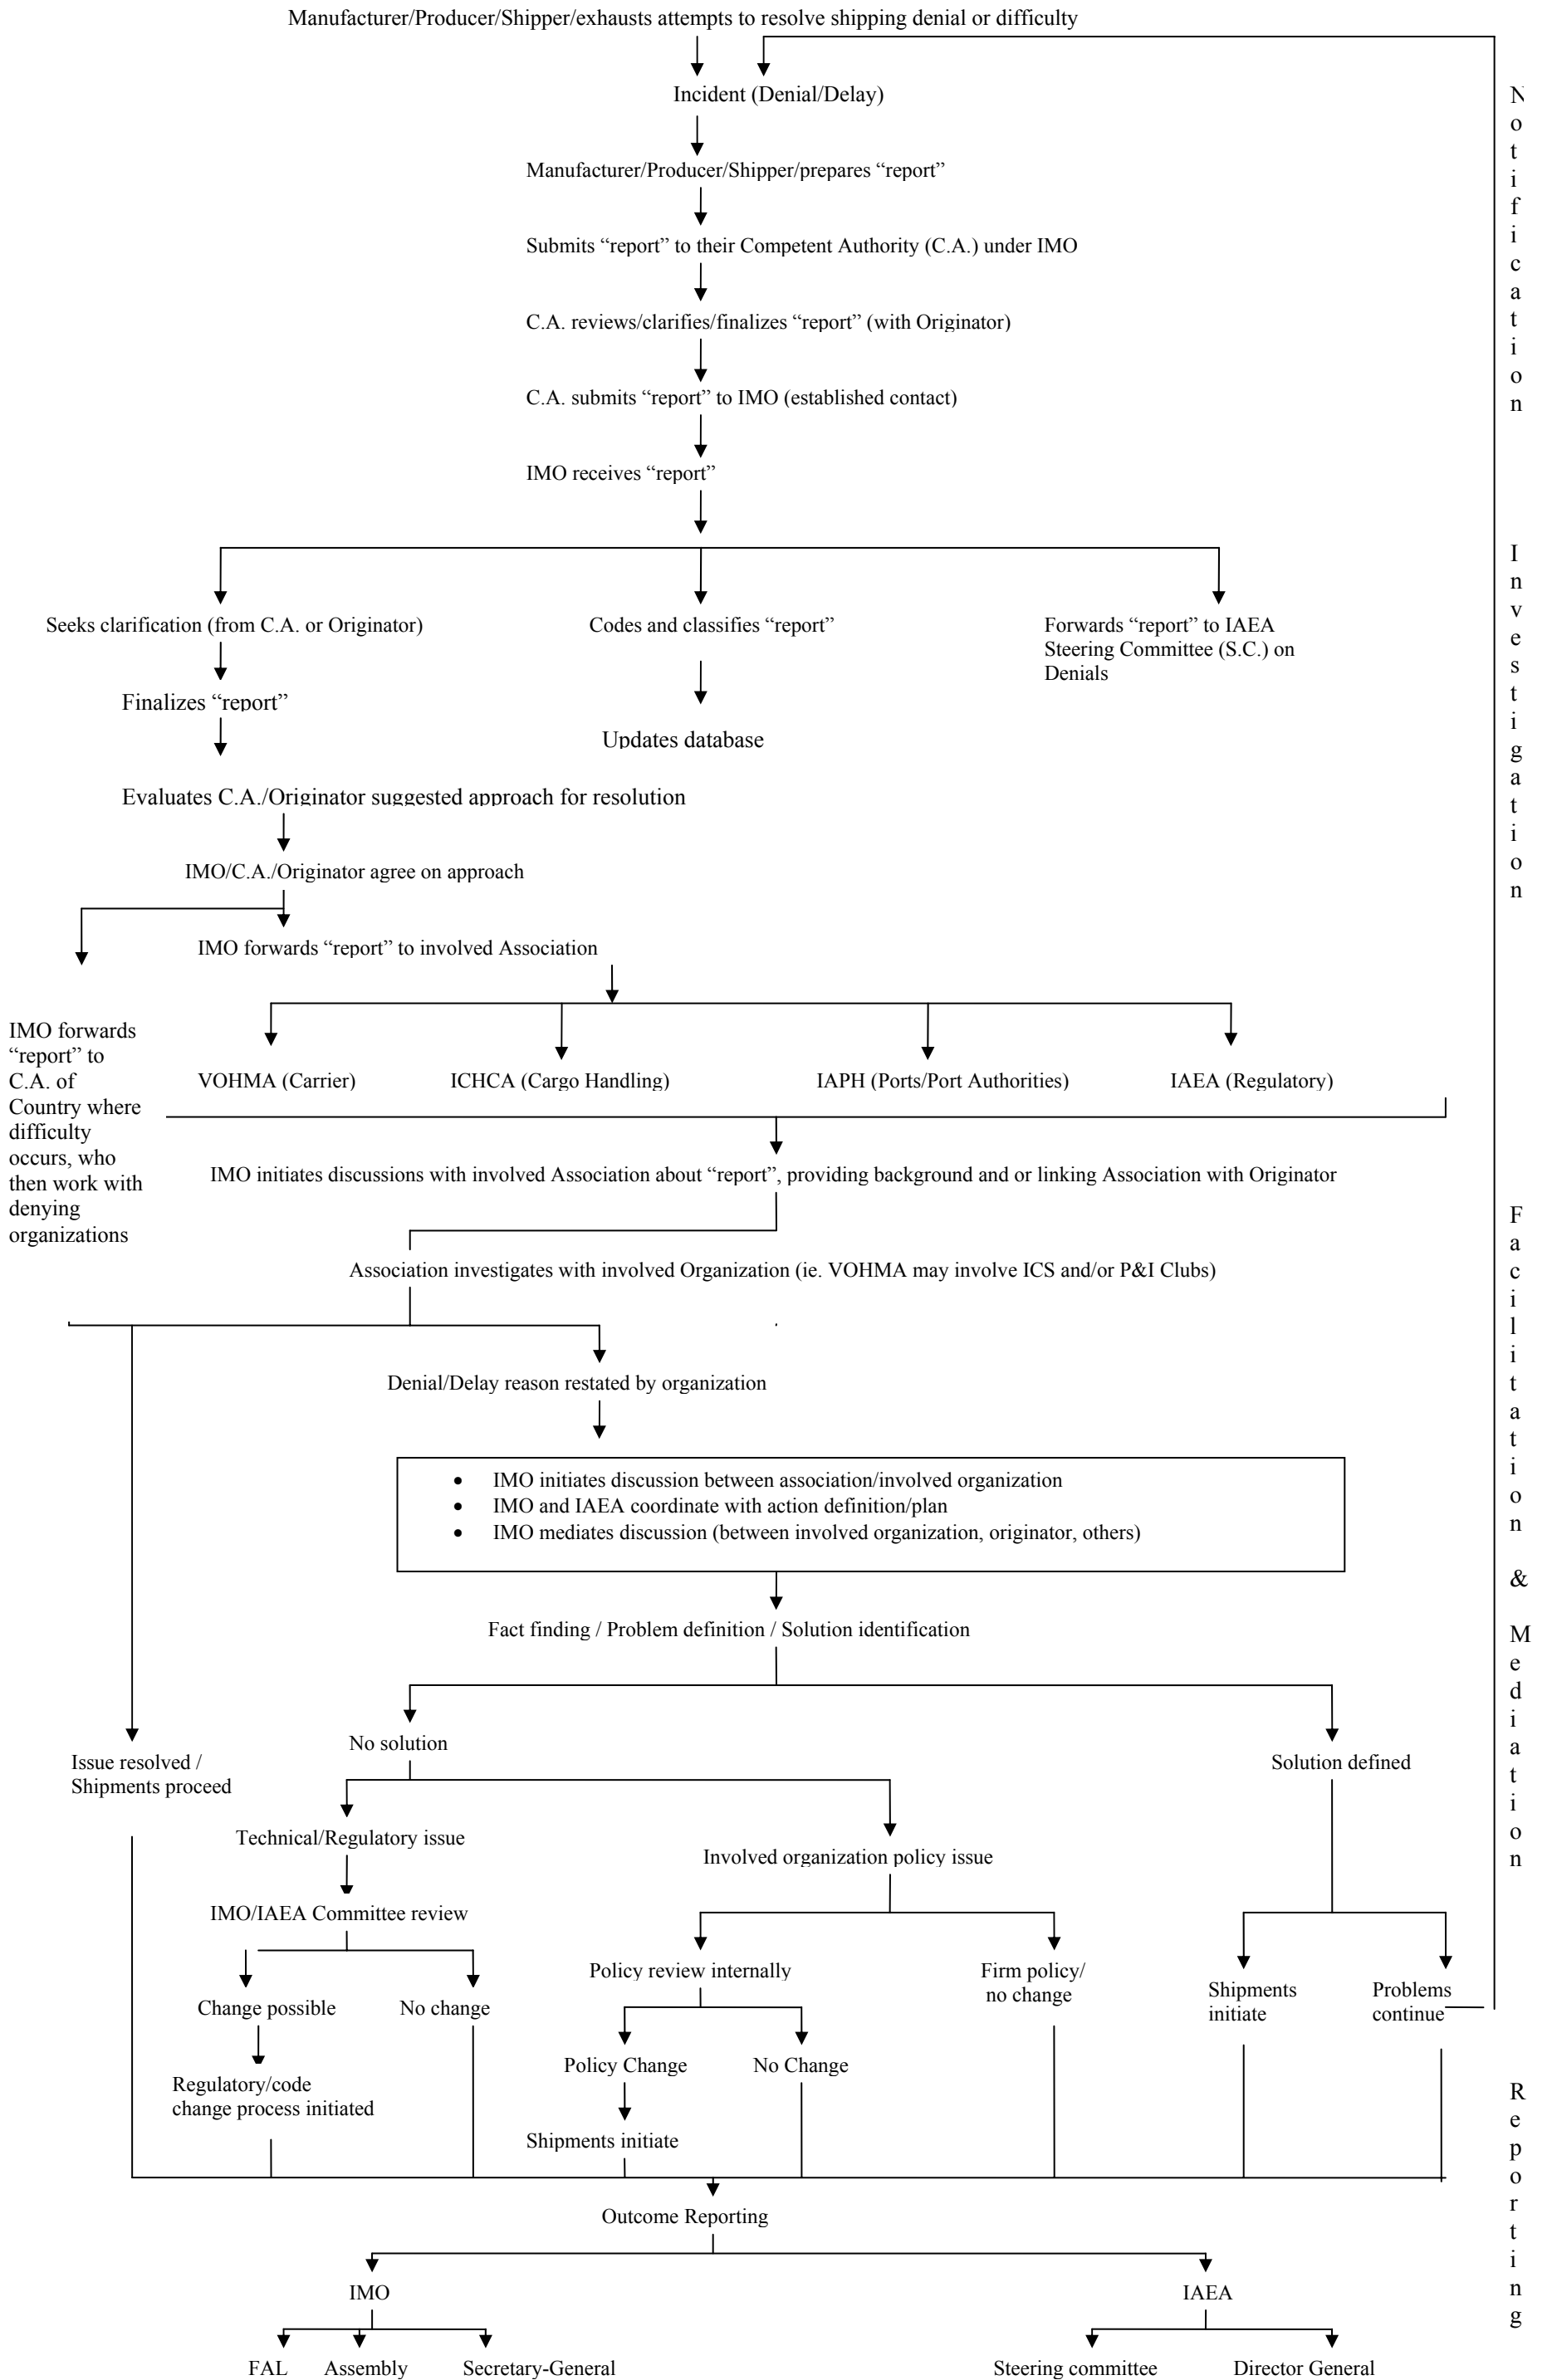 Manufacturer/Producer/Shipper/exhausts attempts to resolve shipping denial or difficulty
Incident (Denial/Delay)
Manufacturer/Producer/Shipper/prepares “report”
Submits “report” to their Competent Authority (C.A.) under IMO
C.A. reviews/clarifies/finalizes “report” (with Originator)
C.A. submits “report” to IMO (established contact)
IMO receives “report”
Notification
Seeks clarification (from C.A. or Originator)
Codes and classifies “report”
Forwards “report” to IAEA
Steering Committee (S.C.) on
Denials
Finalizes “report”
Updates database
Evaluates C.A./Originator suggested approach for resolution
IMO/C.A./Originator agree on approach
Investigation
IMO forwards “report” to involved Association
IMO forwards
“report” to
C.A. of
Country where
difficulty
occurs, who
then work with
denying
organizations
VOHMA (Carrier)
ICHCA (Cargo Handling)
IAPH (Ports/Port Authorities)
IAEA (Regulatory)
IMO initiates discussions with involved Association about “report”, providing background and or linking Association with Originator
Association investigates with involved Organization (ie. VOHMA may involve ICS and/or P&I Clubs)
Denial/Delay reason restated by organization
• IMO initiates discussion between association/involved organization
• IMO and IAEA coordinate with action definition/plan
• IMO mediates discussion (between involved organization, originator, others)
Fact finding / Problem definition / Solution identification
Facilitation & Mediation
Issue resolved /
Shipments proceed
No solution
Solution defined
Technical/Regulatory issue
Involved organization policy issue
IMO/IAEA Committee review
Policy review internally
Firm policy/
no change
Shipments
initiate
Problems
continue
Change possible
No change
Policy Change
No Change
Regulatory/code
change process initiated
Shipments initiate
Outcome Reporting
Reporting
IMO
IAEA
FAL
Assembly
Secretary-General
Steering committee
Director General